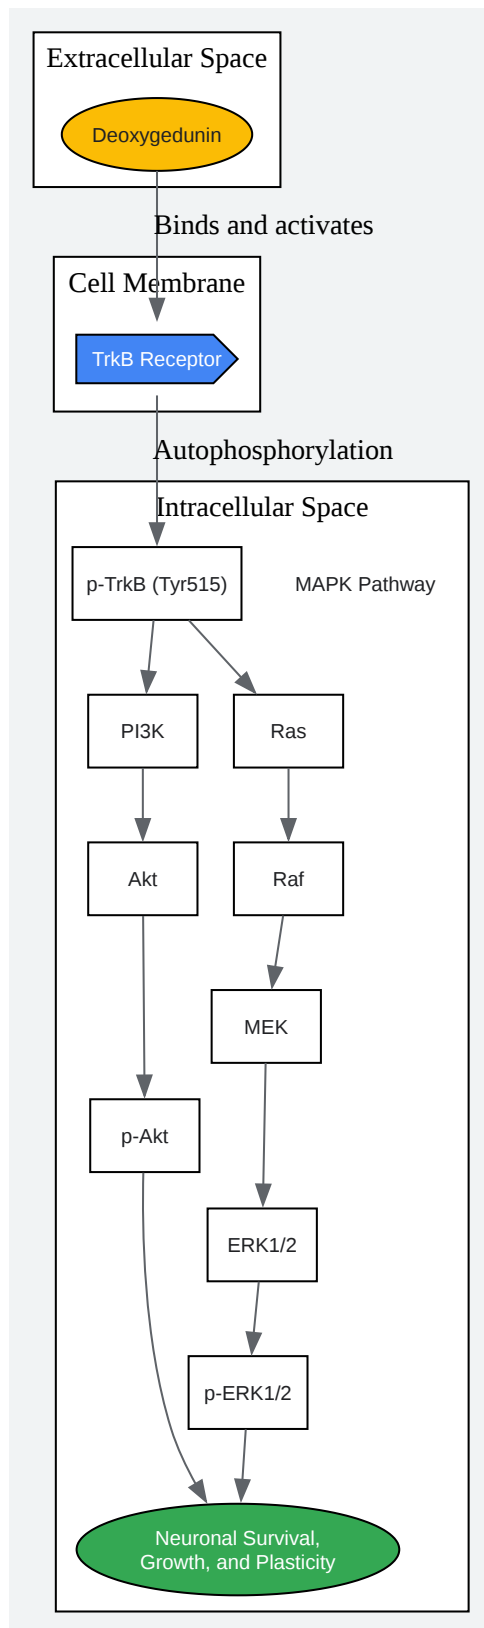 Extracellular Space
Deoxygedunin
Binds and activates
Cell Membrane
TrkB Receptor
Autophosphorylation
Intracellular Space
p-TrkB (Tyr515)
MAPK Pathway
PI3K
Ras
Akt
Raf
MEK
p-Akt
ERK1/2
p-ERK1/2
Neuronal Survival,
Growth, and Plasticity